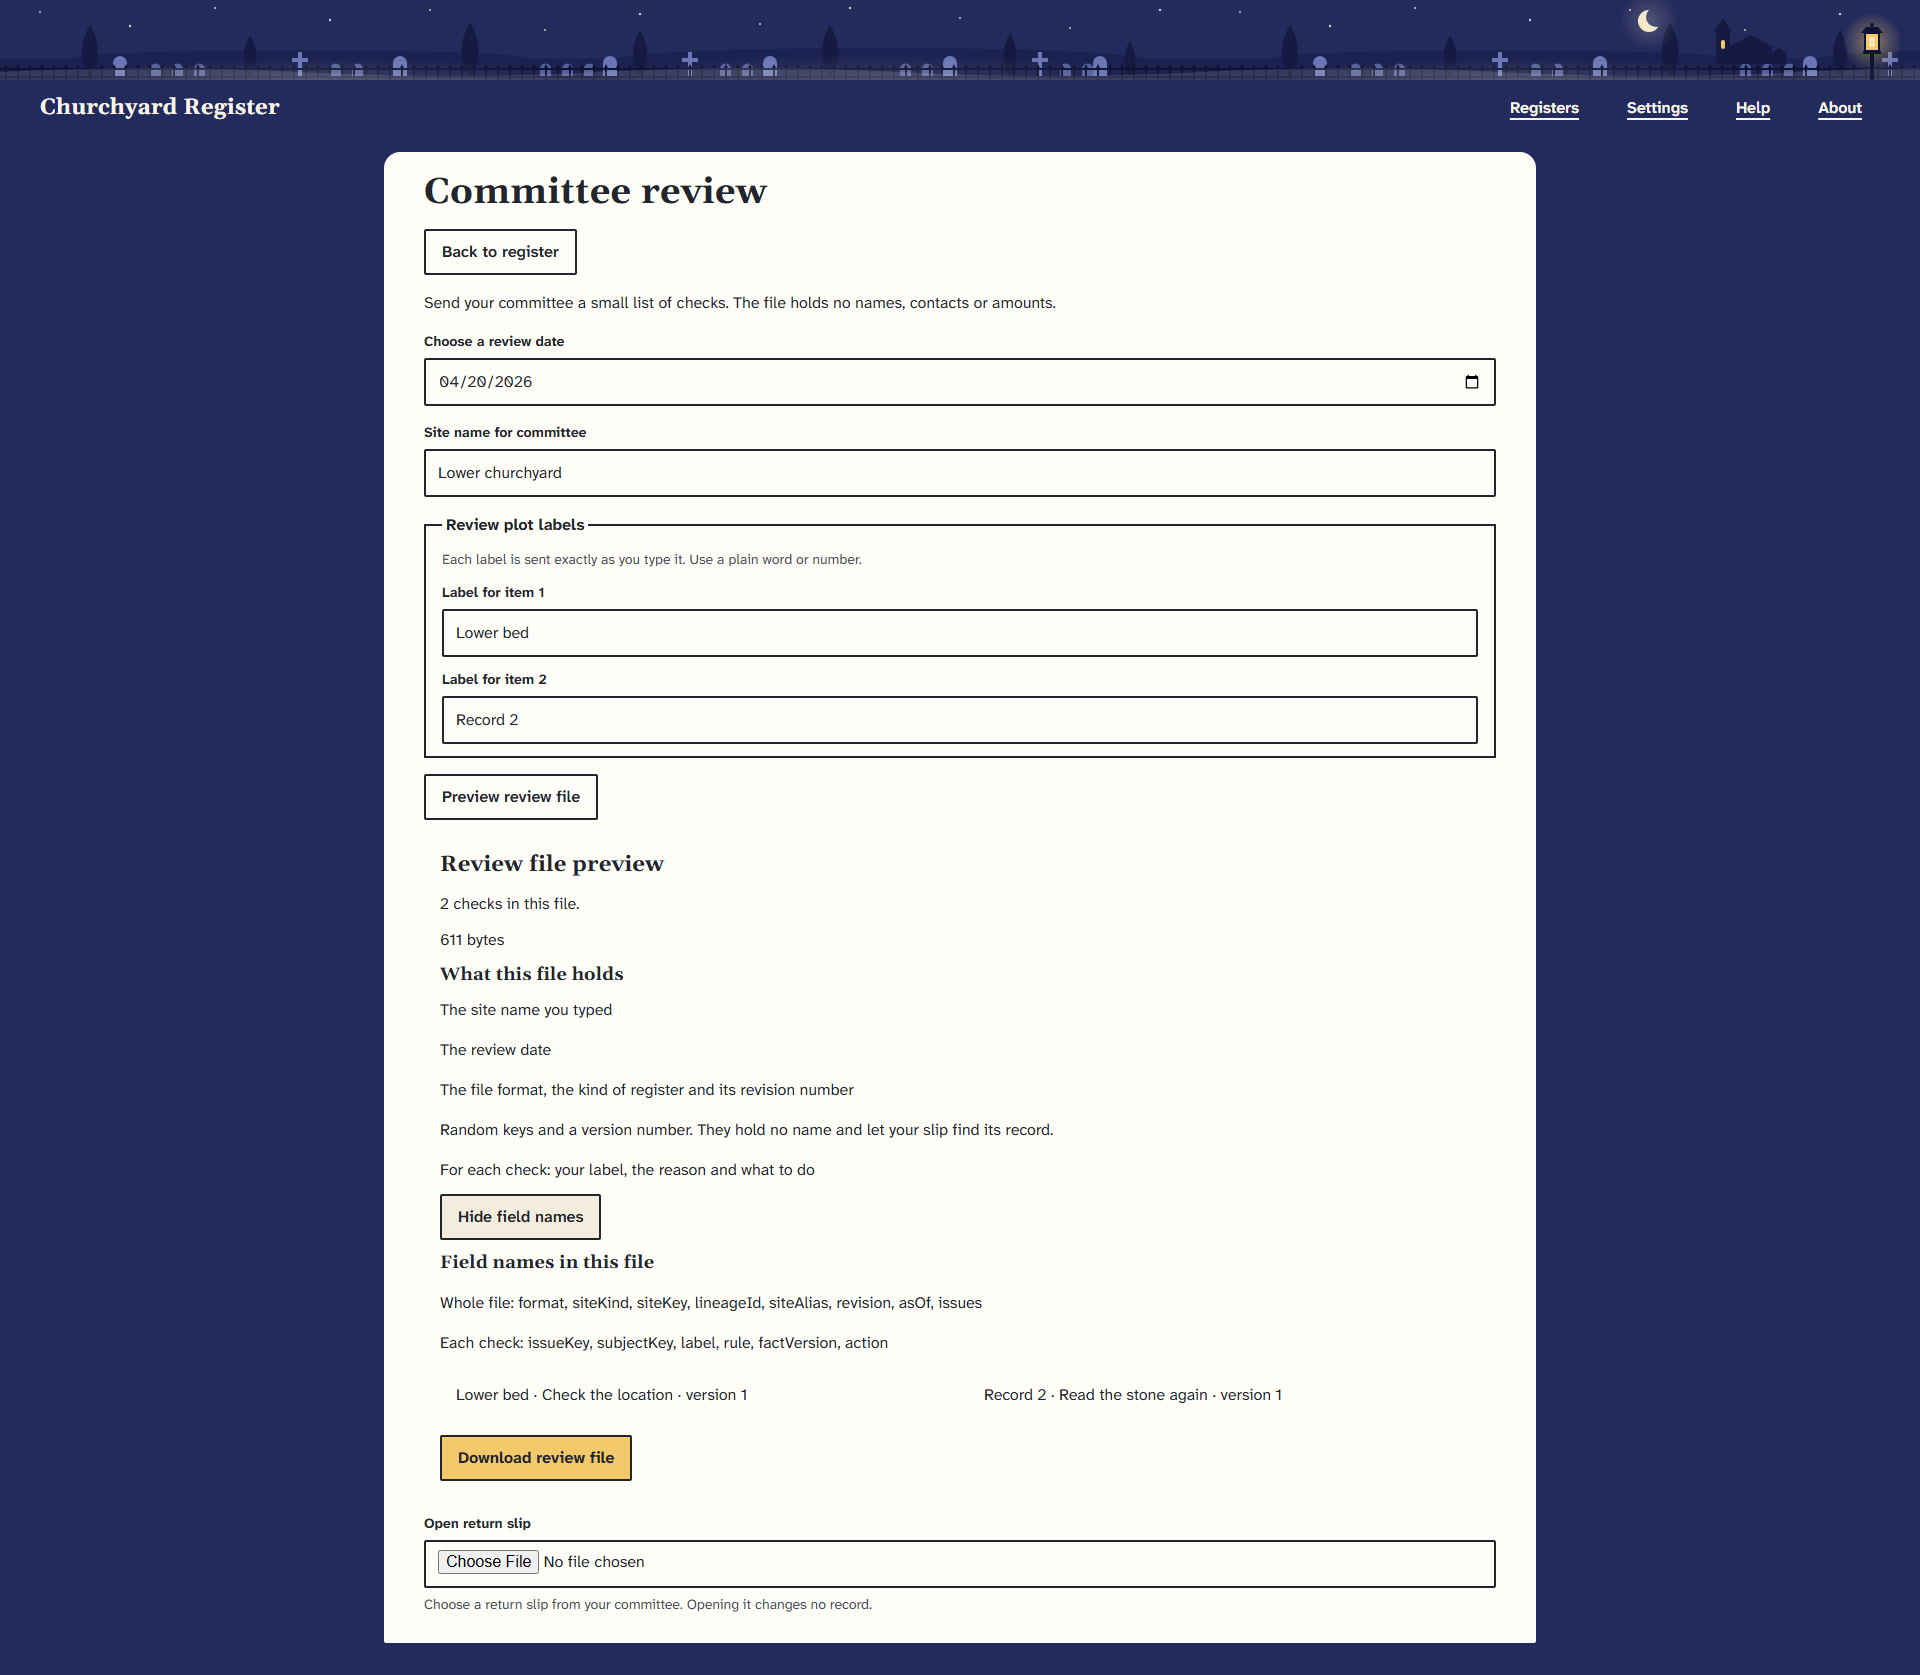 Churchyard Register
Registers Settings Help About
Committee review
Back to register
Send your committee a small list of checks. The file holds no names, contacts or amounts.
Choose a review date
04/20/2026
Site name for committee
Lower churchyard
Review plot labels
Each label is sent exactly as you type it. Use a plain word or number.
Label for item 1
Lower bed
Label for item 2
Record 2
Preview review file
Review file preview
2 checks in this file.
611 bytes
What this file holds
The site name you typed
The review date
The file format, the kind of register and its revision number
Random keys and a version number. They hold no name and let your slip find its record.
For each check: your label, the reason and what to do
Hide field names
Field names in this file
Whole file: format, siteKind, siteKey, lineageId, siteAlias, revision, asOf, issues
Each check: issueKey, subjectKey, label, rule, factVersion, action
Lower bed · Check the location · version 1
Record 2 · Read the stone again · version 1
Download review file
Open return slip
Choose File No file chosen
Choose a return slip from your committee. Opening it changes no record.